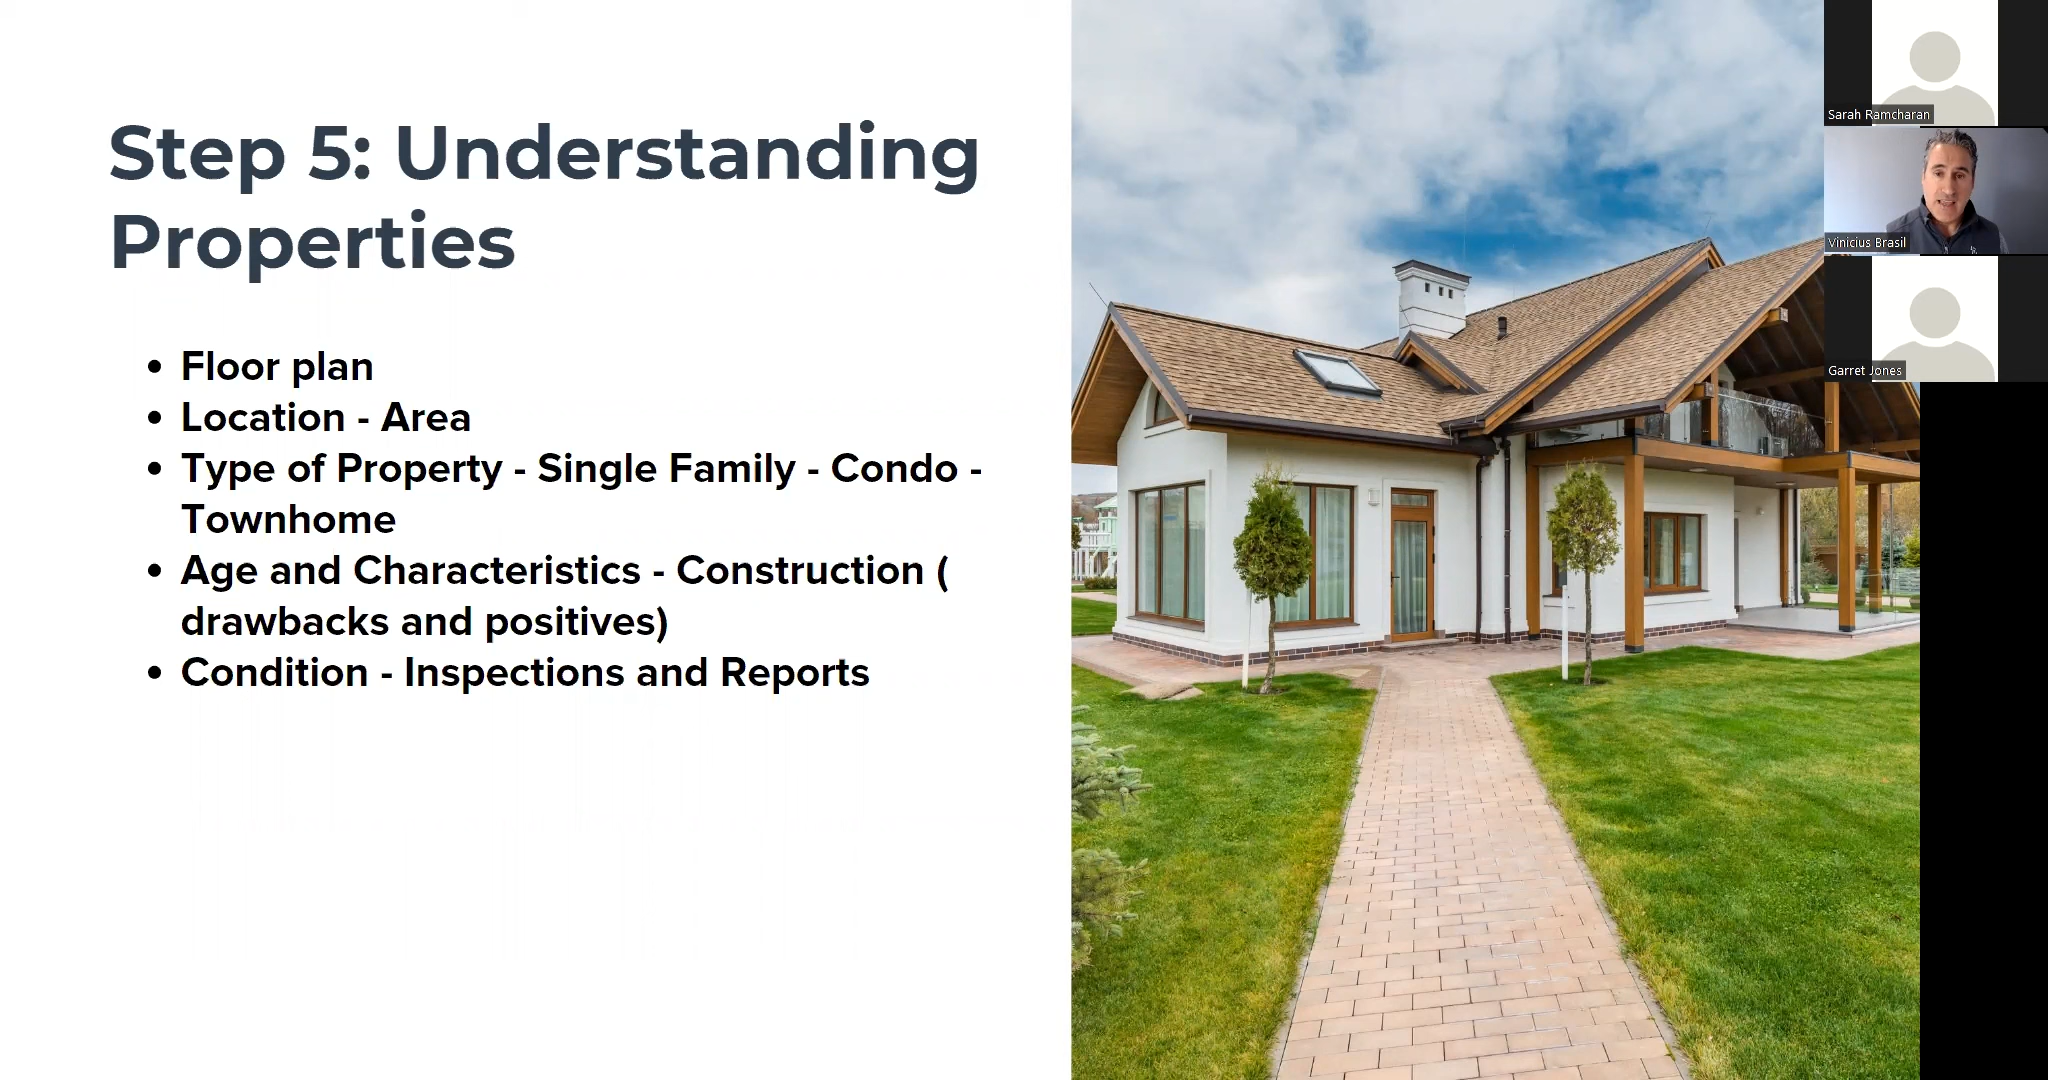 Step 5: Understanding
Properties
• Floor plan
• Location - Area
• Type of Property - Single Family - Condo -
Townhome
• Age and Characteristics - Construction (
drawbacks and positives)
• Condition - Inspections and Reports
Sarah Ramcharan
Vinicius Brasil
Garret Jones